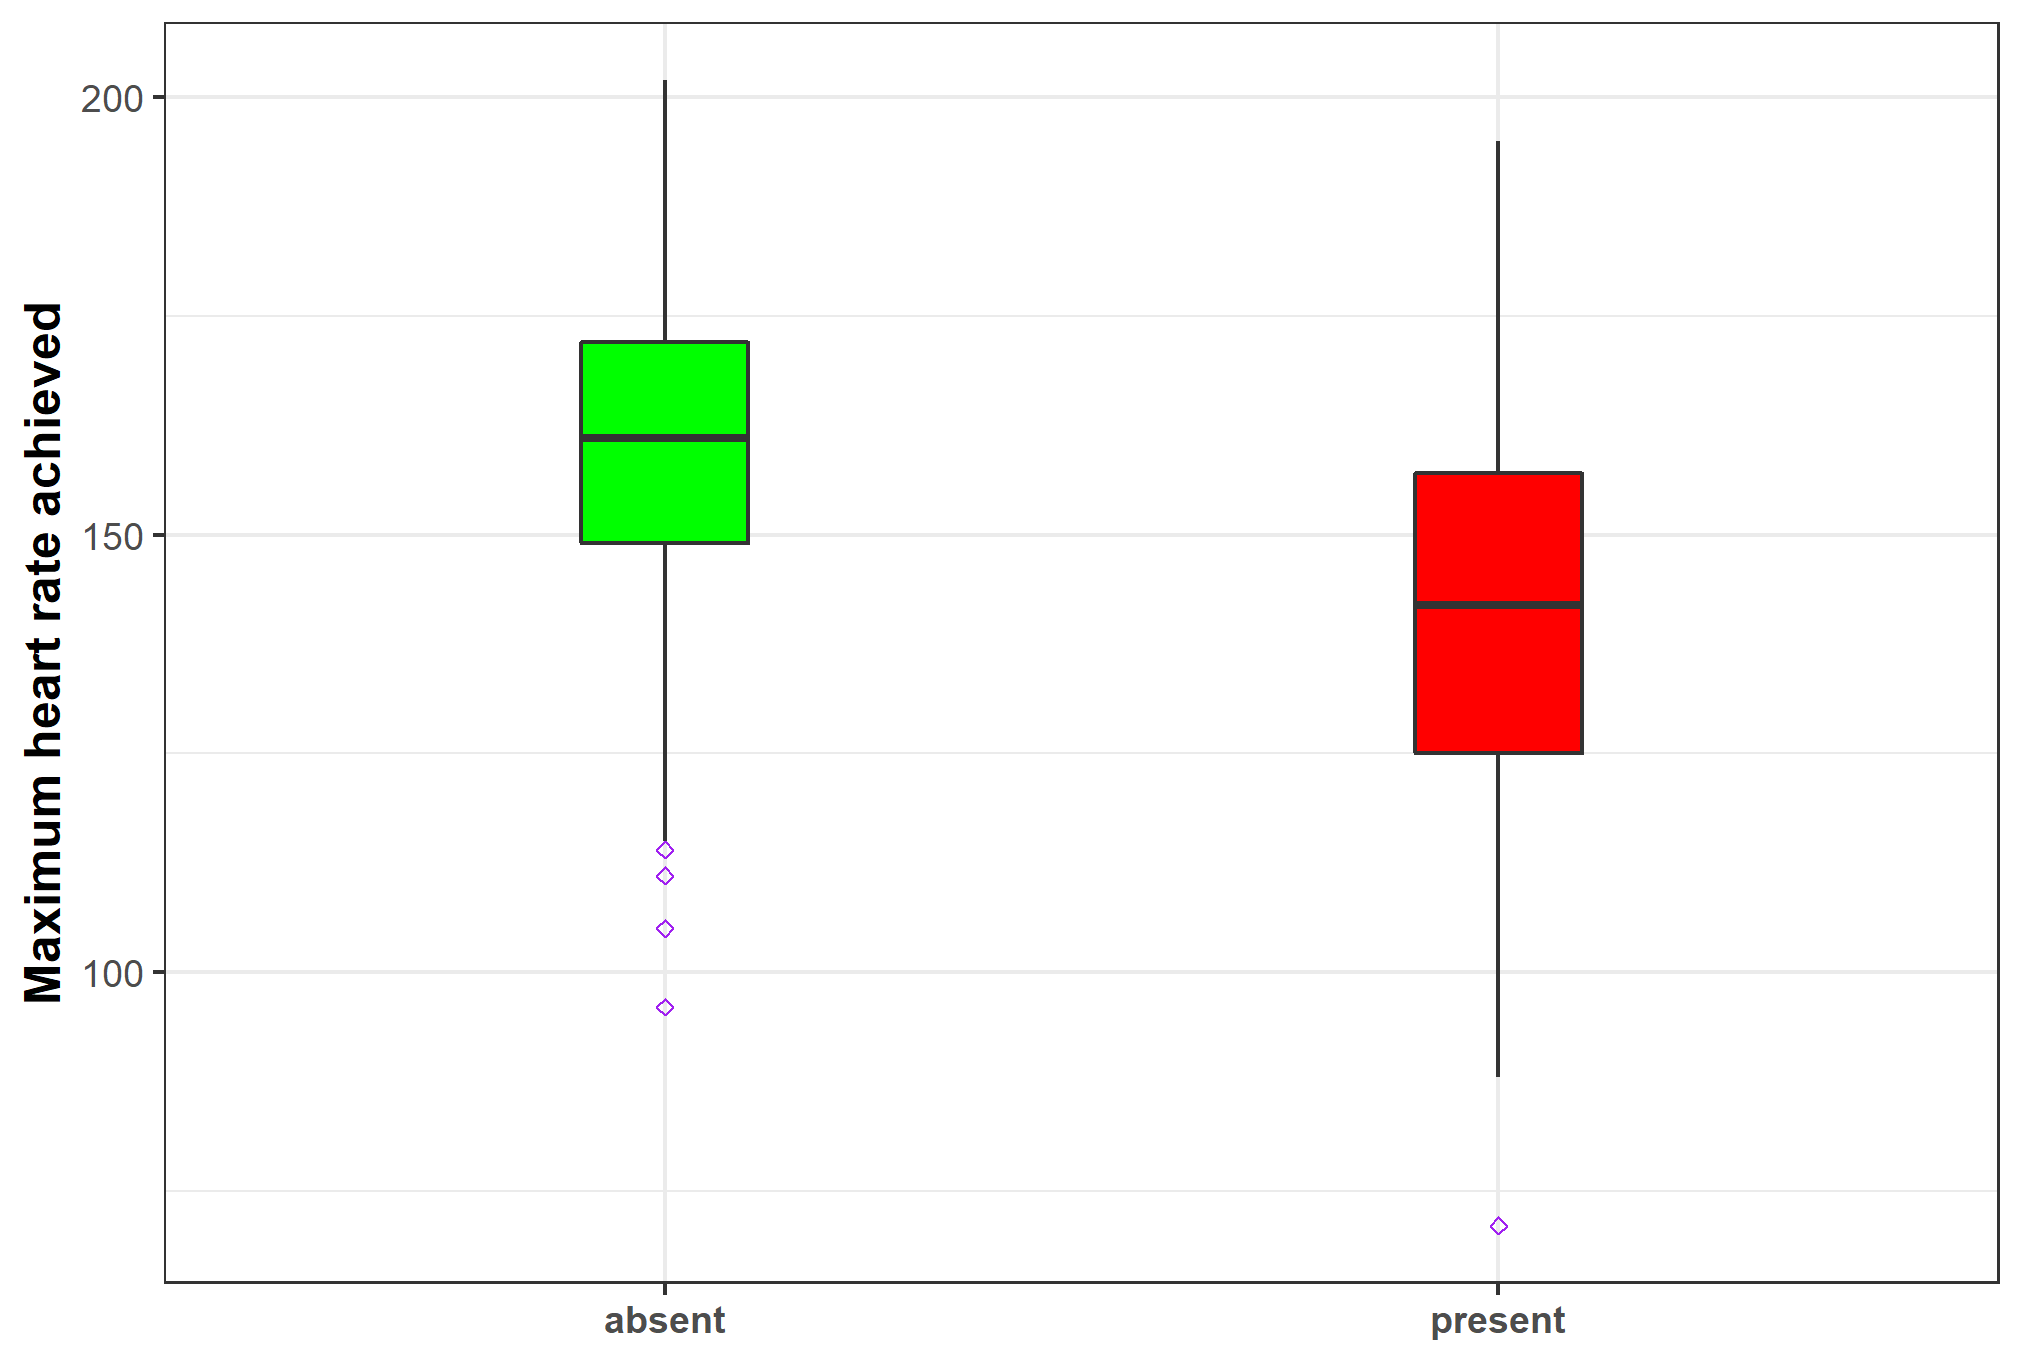 Maximum heart rate achieved
200
150
100
absent
present